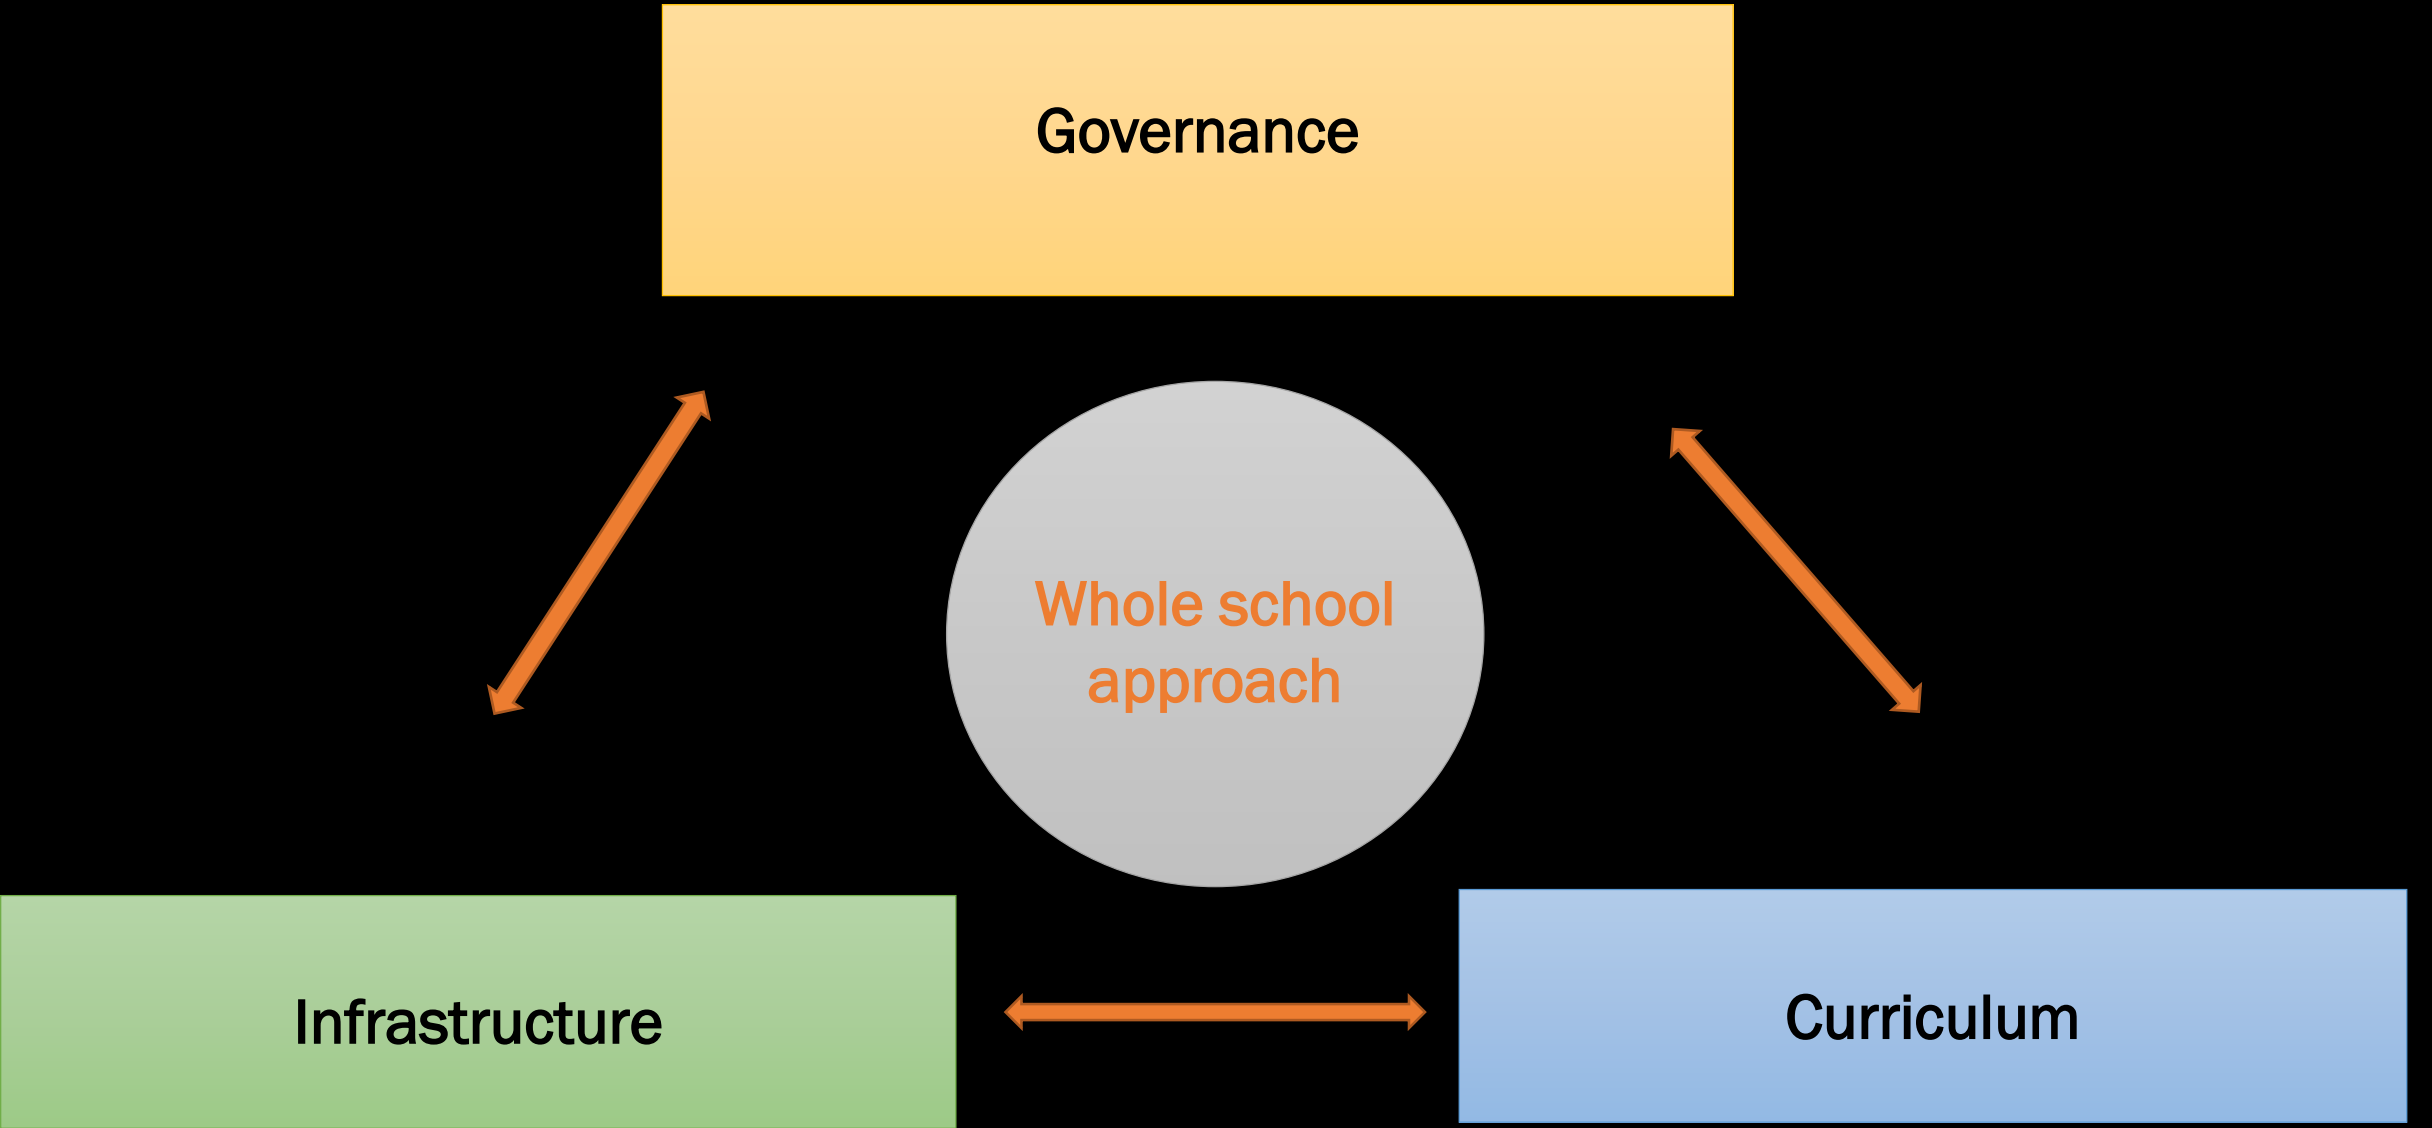 Governance
Whole school
approach
Infrastructure
Curriculum